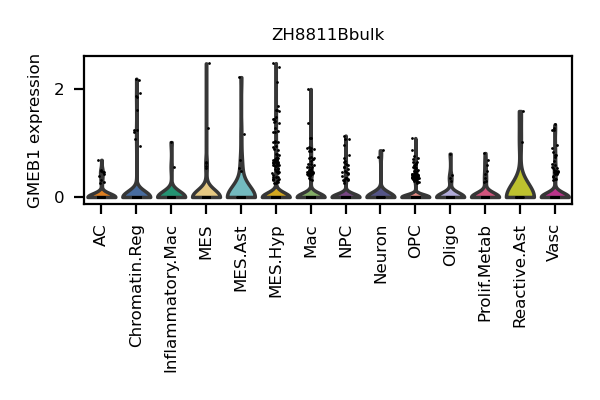 ZH8811Bbulk
GMEB1 expression
2
0
AC
Chromatin.Reg
Inflammatory.Mac
MES
MES.Ast
MES.Hyp
Mac
NPC
Neuron
OPC
Oligo
Prolif.Metab
Reactive.Ast
Vasc